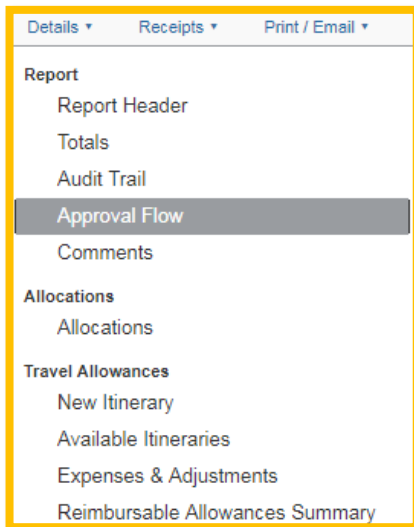 Details ▾ Receipts ▾ Print / Email ▾
Report
Report Header
Totals
Audit Trail
Approval Flow
Comments
Allocations
Allocations
Travel Allowances
New Itinerary
Available Itineraries
Expenses & Adjustments
Reimbursable Allowances Summary